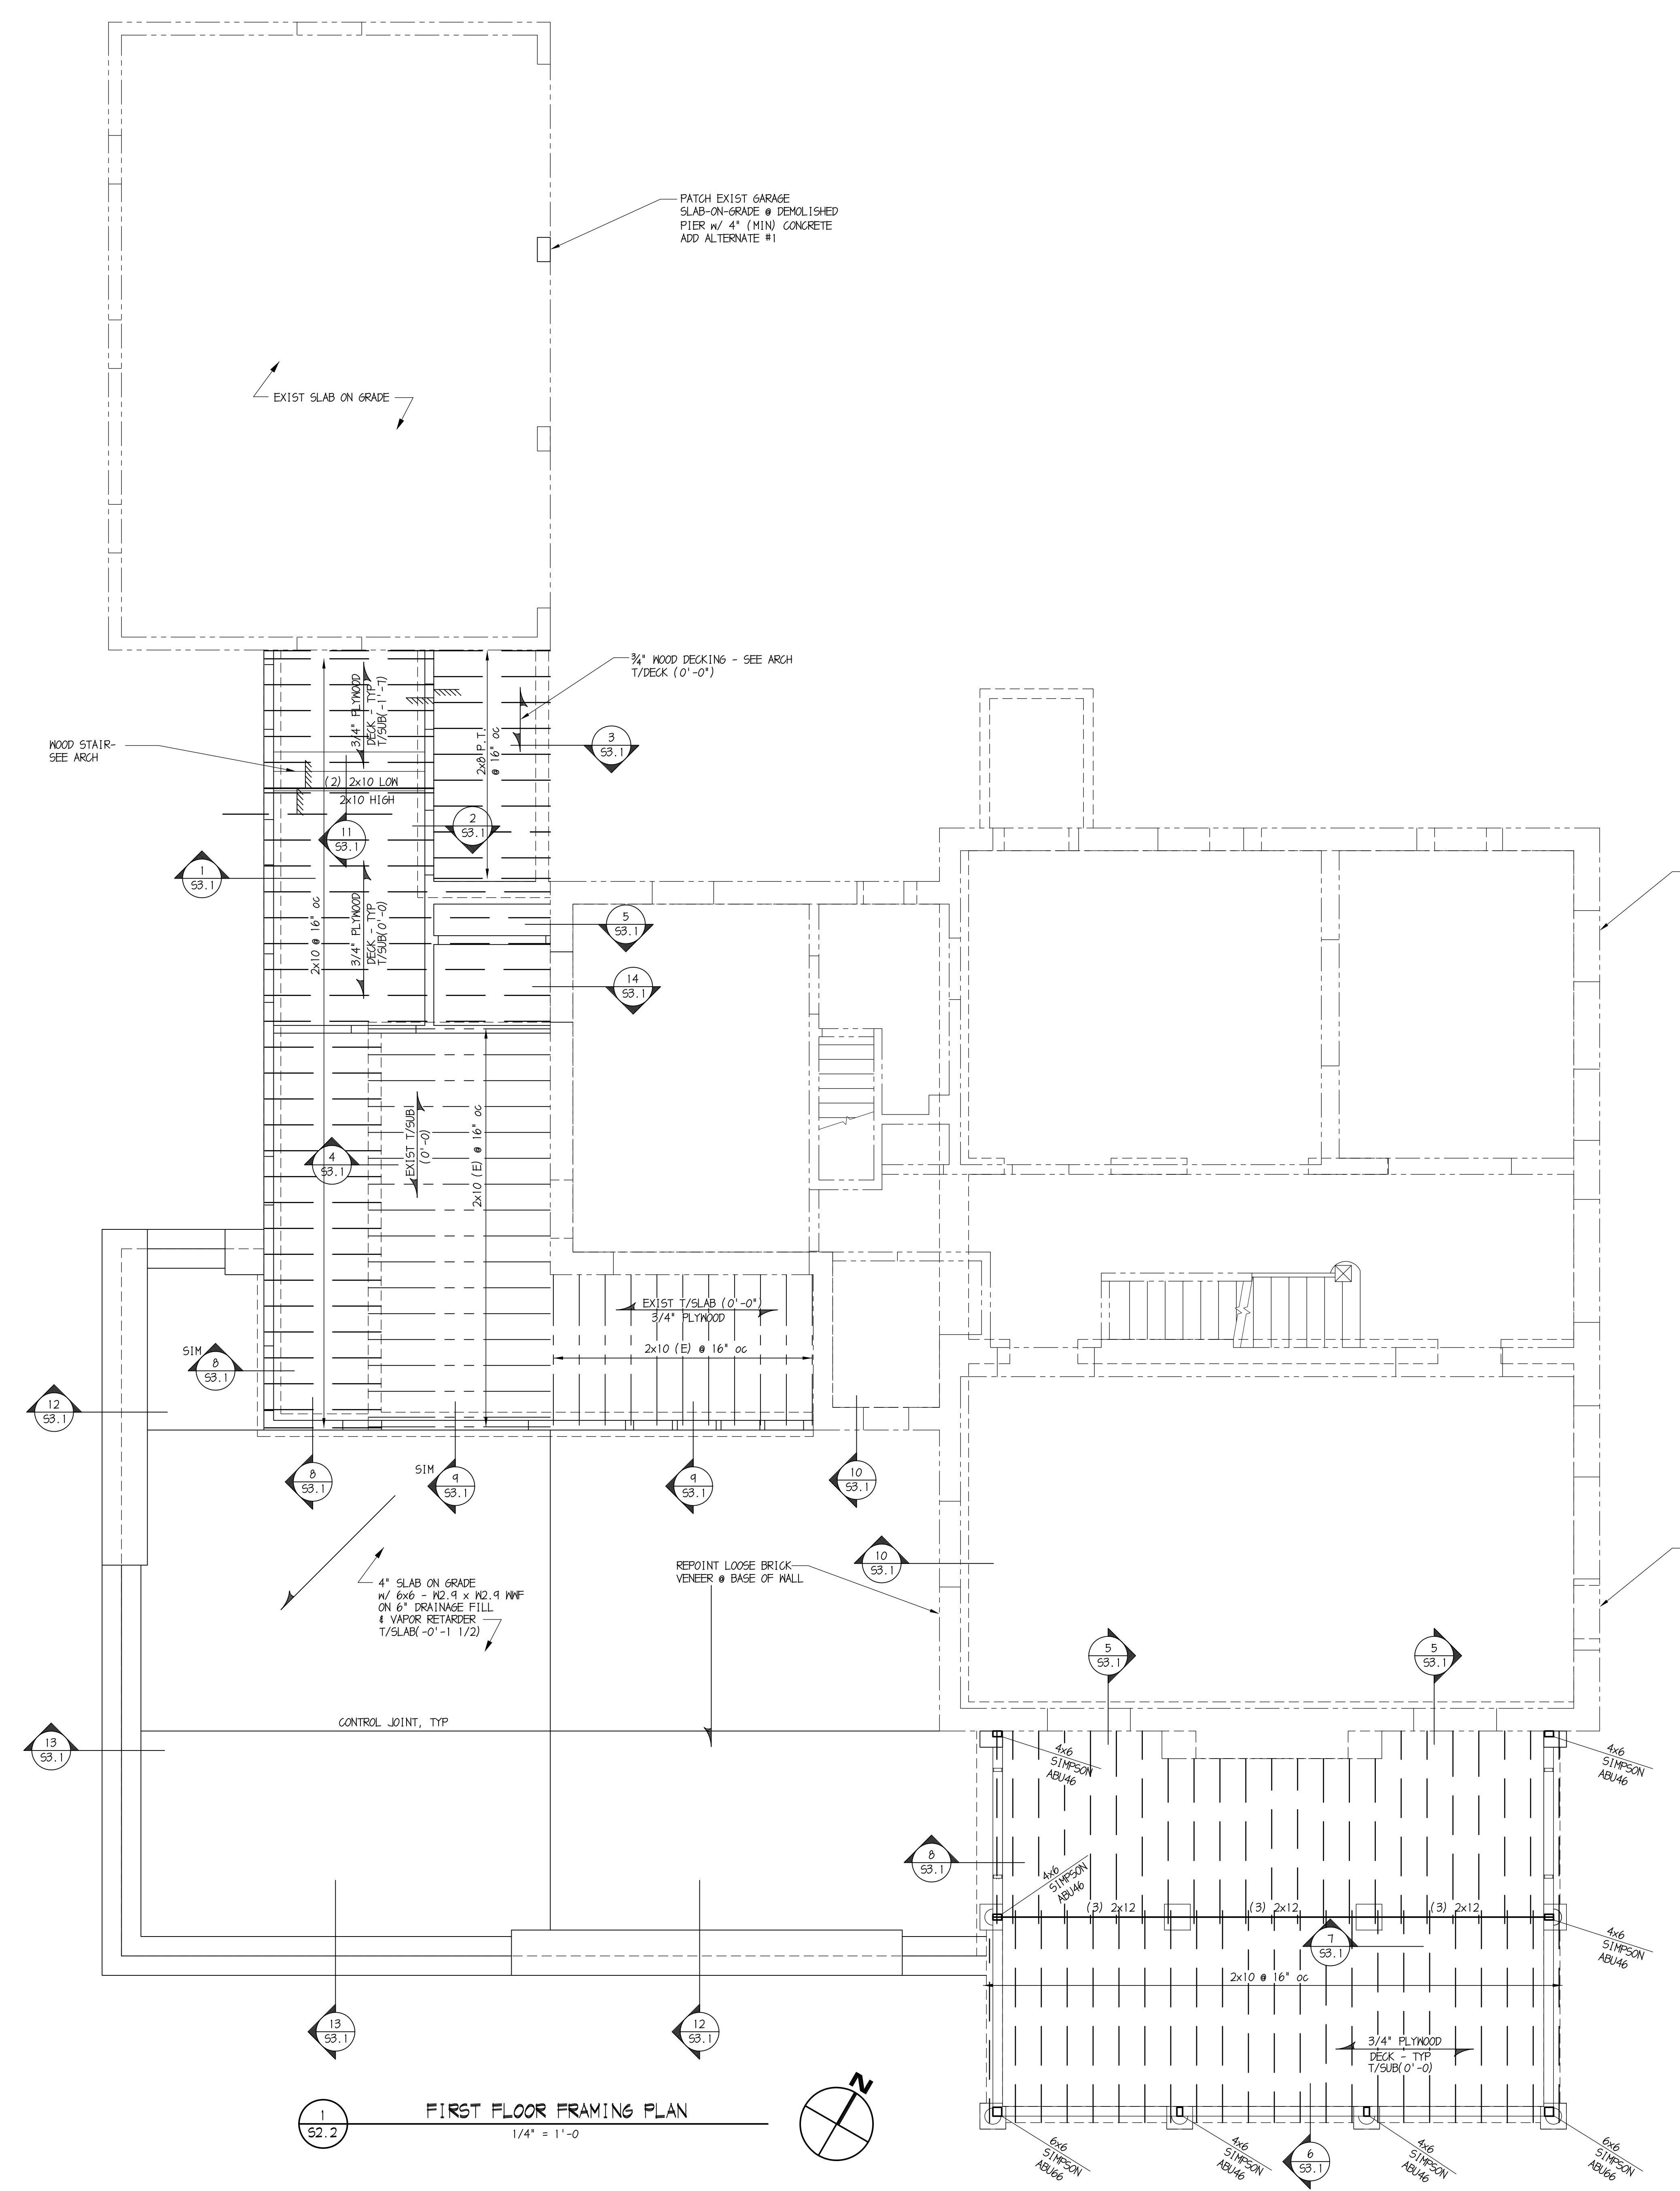 PATCH EXIST GARAGE
SLAB-ON-GRADE @ DEMOLISHED
PIER w/ 4" (MIN) CONCRETE
ADD ALTERNATE #1
EXIST SLAB ON GRADE
3/4" WOOD DECKING - SEE ARCH
T/DECK (0'-0")
3/4" PLYWOOD
DECK - TYP
T/SUB(-1'-7)
WOOD STAIR-
SEE ARCH
2x8 P.T.
@ 16" oc
3
S3.1
(2) 2x10 LOW
2x10 HIGH
11
S3.1
2
S3.1
1
S3.1
2x10 @ 16" oc
3/4" PLYWOOD
DECK - TYP
T/SUB(0'-0)
5
S3.1
14
S3.1
EXIST T/SUB
(0'-0)
2x10 (E) @ 16" oc
4
S3.1
EXIST T/SLAB (0'-0")
3/4" PLYWOOD
2x10 (E) @ 16" oc
SIM
8
S3.1
12
S3.1
8
S3.1
SIM
9
S3.1
9
S3.1
10
S3.1
10
S3.1
REPOINT LOOSE BRICK
VENEER @ BASE OF WALL
4" SLAB ON GRADE
w/ 6x6 - W2.9 x W2.9 WWF
ON 6" DRAINAGE FILL
& VAPOR RETARDER
T/SLAB(-0'-1 1/2)
5
S3.1
5
S3.1
CONTROL JOINT, TYP
13
S3.1
4x6
SIMPSON
ABU46
4x6
SIMPSON
ABU46
8
S3.1
4x6
SIMPSON
ABU46
(3) 2x12
(3) 2x12
(3) 2x12
7
S3.1
4x6
SIMPSON
ABU46
2x10 @ 16" oc
13
S3.1
12
S3.1
3/4" PLYWOOD
DECK - TYP
T/SUB(0'-0)
1
S2.2
FIRST FLOOR FRAMING PLAN
1/4" = 1'-0
N
6x6
SIMPSON
ABU66
4x6
SIMPSON
ABU46
6
S3.1
4x6
SIMPSON
ABU46
6x6
SIMPSON
ABU66